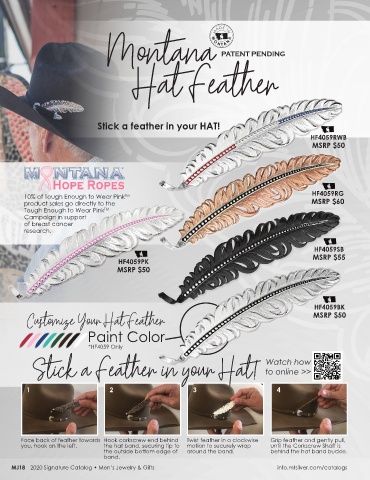 Montana
PATENT PENDING
Hat Feather
Stick a feather in your HAT!
HF4059RWB
MSRP $50
MONTANA
HOPE ROPES
10% of Tough Enough to Wear Pink™
product sales go directly to the
Tough Enough to Wear Pink™
Campaign in support
of breast cancer
research.
HF4059RG
MSRP $60
HF4059PK
MSRP $50
HF4059SB
MSRP $55
HF4059BK
MSRP $50
Customize Your Hat Feather
Paint Color
*HF4059 Only
Stick a Feather in your Hat!
Watch how
to online >>
1
2
3
4
Face back of feather towards
you, hook on the left.
Hook corkscrew end behind
the hat band, securing tip to
the outside bottom edge of
band.
Twist feather in a clockwise
motion to securely wrap
around the band.
Grip feather and gently pull,
until the Corkscrew Shaft is
behind the hat band buckle.
MJ18 2020 Signature Catalog • Men's Jewelry & Gifts
info.mtsilver.com/catalogs